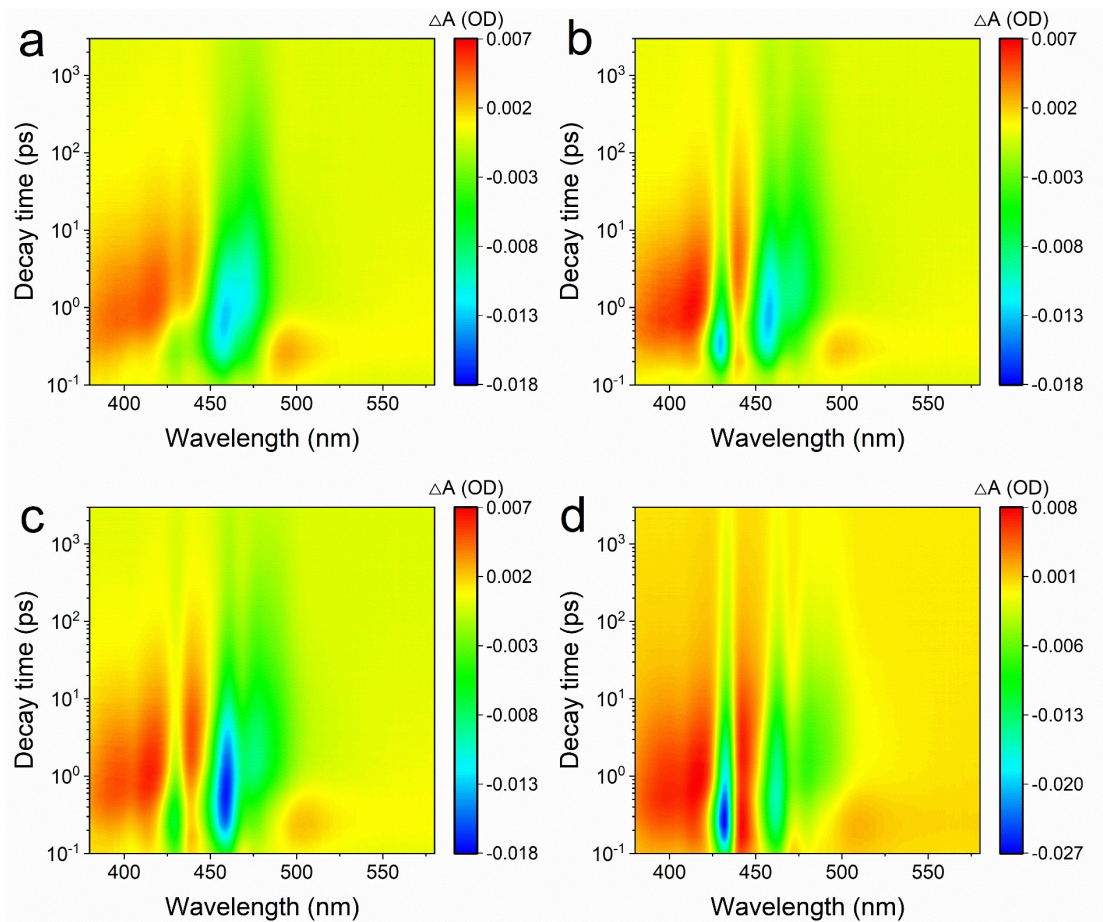 a
△A (OD)
0.007
0.002
-0.003
-0.008
-0.013
-0.018
10³
10²
10¹
10⁰
10⁻¹
Decay time (ps)
400 450 500 550
Wavelength (nm)
b
△A (OD)
0.007
0.002
-0.003
-0.008
-0.013
-0.018
10³
10²
10¹
10⁰
10⁻¹
Decay time (ps)
400 450 500 550
Wavelength (nm)
c
△A (OD)
0.007
0.002
-0.003
-0.008
-0.013
-0.018
10³
10²
10¹
10⁰
10⁻¹
Decay time (ps)
400 450 500 550
Wavelength (nm)
d
△A (OD)
0.008
0.001
-0.006
-0.013
-0.020
-0.027
10³
10²
10¹
10⁰
10⁻¹
Decay time (ps)
400 450 500 550
Wavelength (nm)